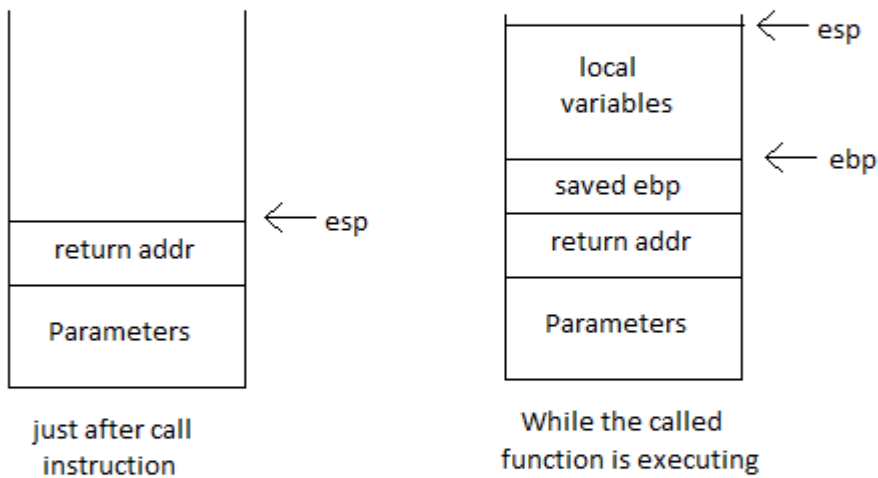 esp
return addr
Parameters
just after call
instruction
esp
local
variables
ebp
saved ebp
return addr
Parameters
While the called
function is executing